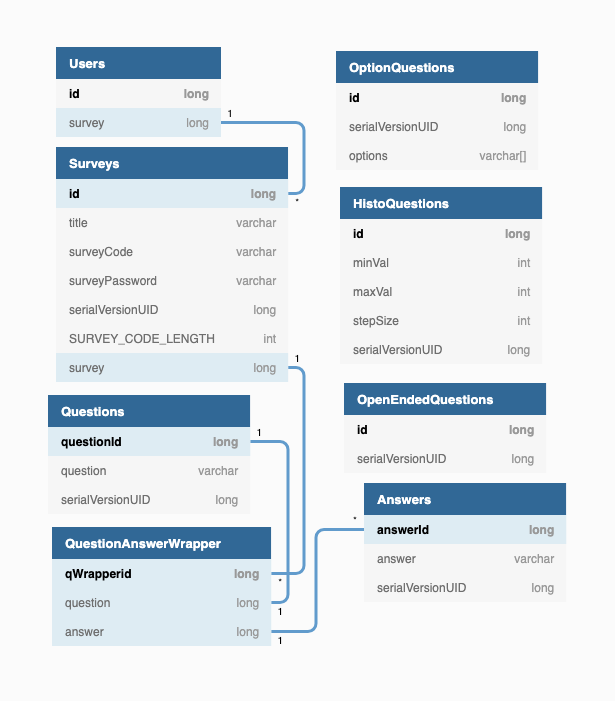 Users
id long
survey long
1
Surveys
id long
*
title varchar
surveyCode varchar
surveyPassword varchar
serialVersionUID long
SURVEY_CODE_LENGTH int
survey long
1
Questions
questionId long
1
question varchar
serialVersionUID long
QuestionAnswerWrapper
qWrapperid long
*
question long
1
answer long
1
OptionQuestions
id long
serialVersionUID long
options varchar[]
HistoQuestions
id long
minVal int
maxVal int
stepSize int
serialVersionUID long
OpenEndedQuestions
id long
serialVersionUID long
Answers
*
answerId long
answer varchar
serialVersionUID long